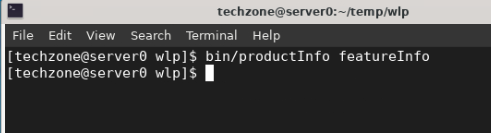 techzone@server0:~/temp/wlp
File Edit View Search Terminal Help
[techzone@server0 wlp]$ bin/productInfo featureInfo
[techzone@server0 wlp]$